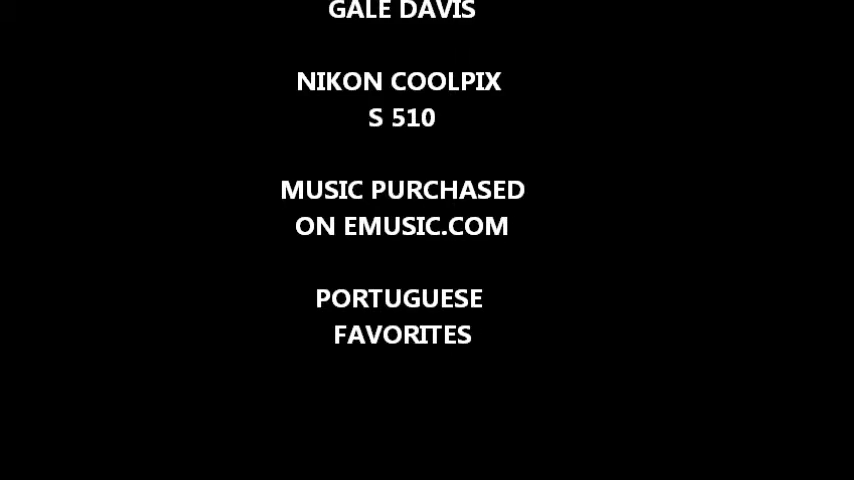 GALE DAVIS
NIKON COOLPIX
S 510
MUSIC PURCHASED
ON EMUSIC.COM
PORTUGUESE
FAVORITES